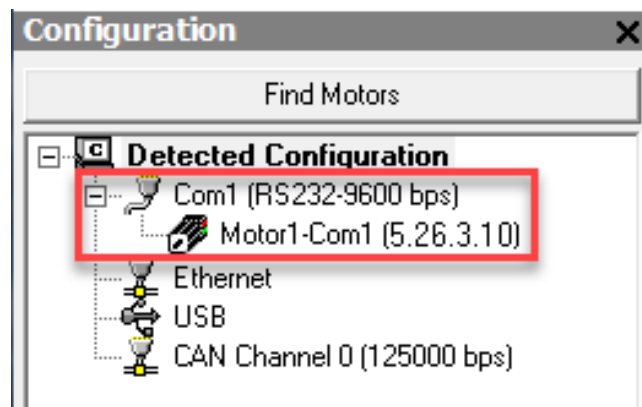 Configuration
Find Motors
Detected Configuration
Com1 (RS232-9600 bps)
Motor1-Com1 (5.26.3.10)
Ethernet
USB
CAN Channel 0 (125000 bps)